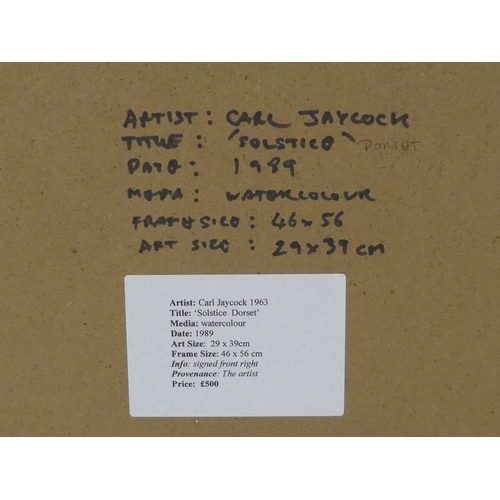 ARTIST: CARL JAYCOCK
TITLE: 'SOLSTICE' DORSET
DATE: 1989
MEDIA: WATERCOLOUR
FRAME SIZE: 46 x 56
ART SIZE: 29 x 39 cm
Artist: Carl Jaycock 1963
Title: 'Solstice Dorset'
Media: watercolour
Date: 1989
Art Size: 29 x 39cm
Frame Size: 46 x 56 cm
Info: signed front right
Provenance: The artist
Price: £500